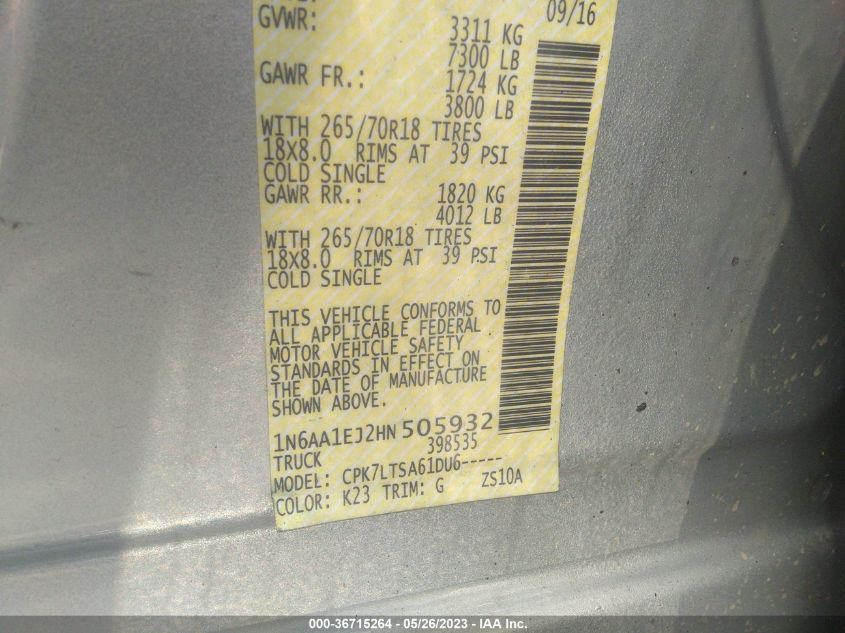 09/16
GVWR: 3311 KG
7300 LB
GAWR FR.: 1724 KG
3800 LB
WITH 265/70R18 TIRES
18X8.0 RIMS AT 39 PSI
COLD SINGLE
GAWR RR.: 1820 KG
4012 LB
WITH 265/70R18 TIRES
18X8.0 RIMS AT 39 PSI
COLD SINGLE
THIS VEHICLE CONFORMS TO
ALL APPLICABLE FEDERAL
MOTOR VEHICLE SAFETY
STANDARDS IN EFFECT ON
THE DATE OF MANUFACTURE
SHOWN ABOVE.
1N6AA1EJ2HN505932
TRUCK 398535
MODEL: CPK7LTSA61DU6-----
COLOR: K23 TRIM: G ZS10A
000-36715264 - 05/26/2023 - IAA Inc.